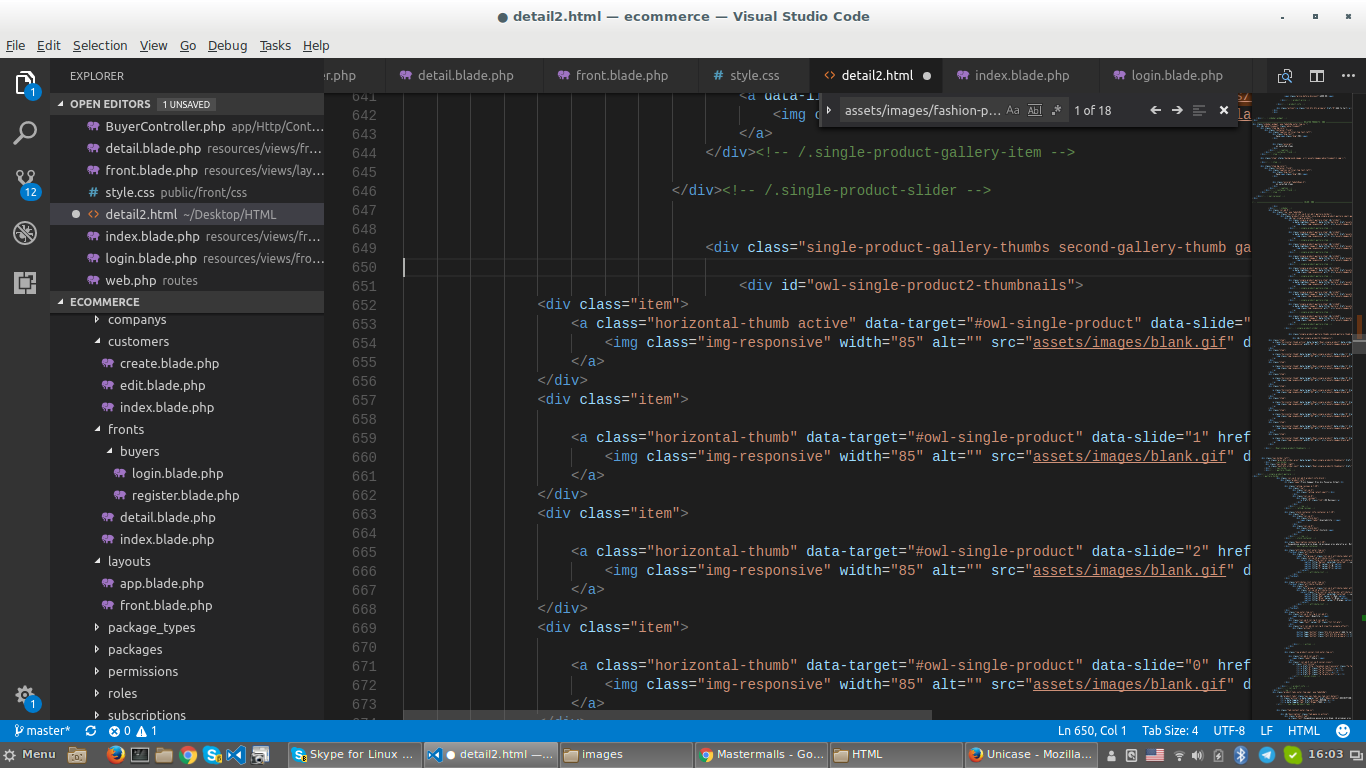 ● detail2.html — ecommerce — Visual Studio Code
File Edit Selection View Go Debug Tasks Help
EXPLORER
er.php detail.blade.php front.blade.php style.css detail2.html index.blade.php login.blade.php
OPEN EDITORS 1 UNSAVED
BuyerController.php app/Http/Cont...
detail.blade.php resources/views/fr...
front.blade.php resources/views/lay...
style.css public/front/css
detail2.html ~/Desktop/HTML
index.blade.php resources/views/fr...
login.blade.php resources/views/fro...
web.php routes
ECOMMERCE
companys
customers
create.blade.php
edit.blade.php
index.blade.php
fronts
buyers
login.blade.php
register.blade.php
detail.blade.php
index.blade.php
layouts
app.blade.php
front.blade.php
package_types
packages
permissions
roles
subscriptions
1
12
1
assets/images/fashion-p... Aa Abl .* 1 of 18
641 <a data-li
642 <img c
643 </a>
644 </div><!-- /.single-product-gallery-item -->
645
646 </div><!-- /.single-product-slider -->
647
648
649 <div class="single-product-gallery-thumbs second-gallery-thumb ga
650
651 <div id="owl-single-product2-thumbnails">
652 <div class="item">
653 <a class="horizontal-thumb active" data-target="#owl-single-product" data-slide="
654 <img class="img-responsive" width="85" alt="" src="assets/images/blank.gif" d
655 </a>
656 </div>
657 <div class="item">
658
659 <a class="horizontal-thumb" data-target="#owl-single-product" data-slide="1" href
660 <img class="img-responsive" width="85" alt="" src="assets/images/blank.gif" d
661 </a>
662 </div>
663 <div class="item">
664
665 <a class="horizontal-thumb" data-target="#owl-single-product" data-slide="2" href
666 <img class="img-responsive" width="85" alt="" src="assets/images/blank.gif" d
667 </a>
668 </div>
669 <div class="item">
670
671 <a class="horizontal-thumb" data-target="#owl-single-product" data-slide="0" href
672 <img class="img-responsive" width="85" alt="" src="assets/images/blank.gif" d
673 </a>
master* 0 1 Ln 650, Col 1 Tab Size: 4 UTF-8 LF HTML
Menu Skype for Linux ... ● detail2.html —... images Mastermalls - Go... HTML Unicase - Mozilla... 16:03